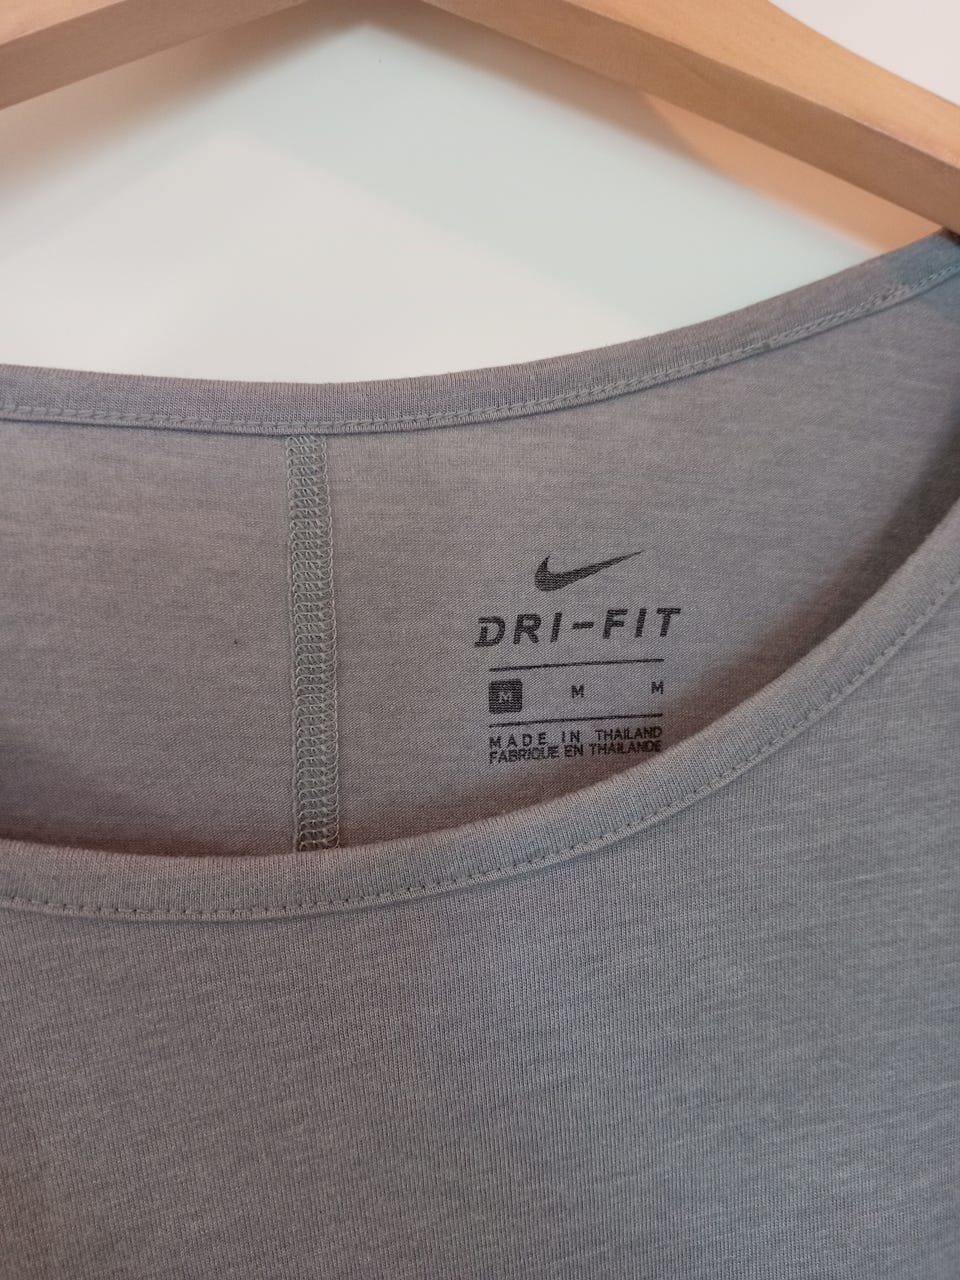 DRI-FIT
M M M
MADE IN THAILAND
FABRIQUE EN THAILANDE